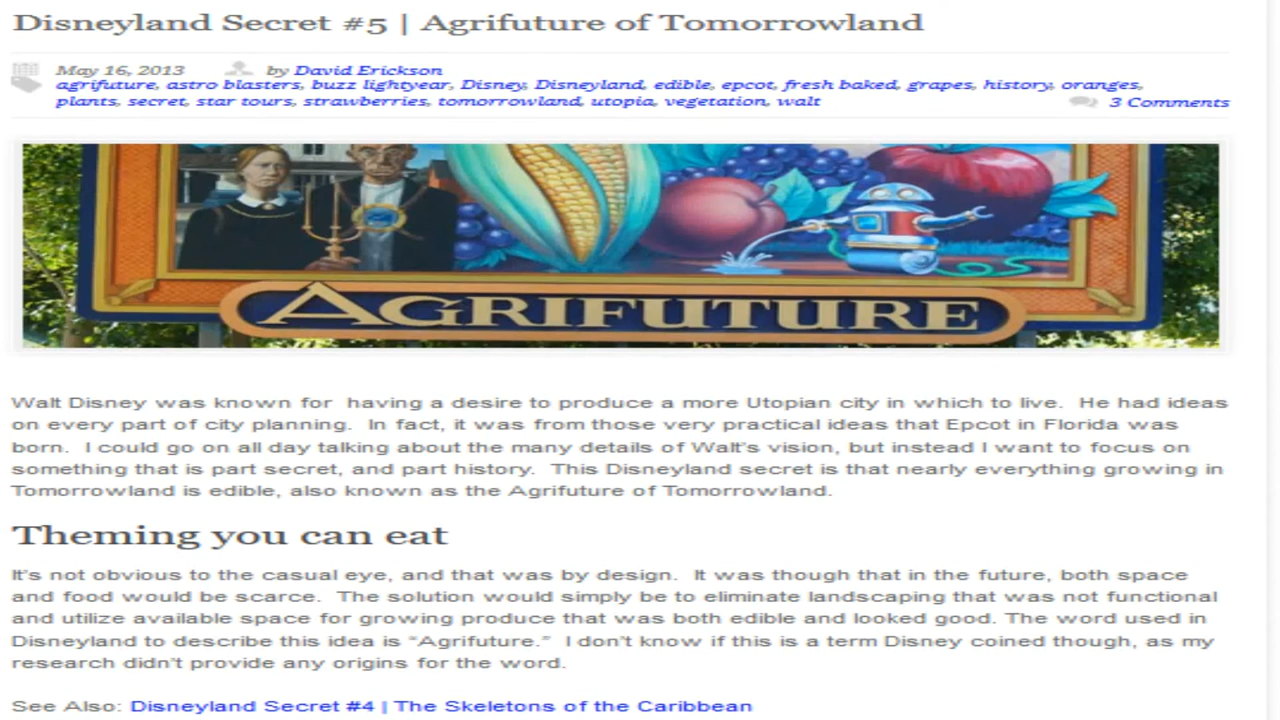 Disneyland Secret #5 | Agrifuture of Tomorrowland
May 16, 2013 by David Erickson
agrifuture, astro blasters, buzz lightyear, Disney, Disneyland, edible, epcot, fresh baked, grapes, history, oranges,
plants, secret, star tours, strawberries, tomorrowland, utopia, vegetation, walt 3 Comments
AGRIFUTURE
Walt Disney was known for having a desire to produce a more Utopian city in which to live. He had ideas
on every part of city planning. In fact, it was from those very practical ideas that Epcot in Florida was
born. I could go on all day talking about the many details of Walt's vision, but instead I want to focus on
something that is part secret, and part history. This Disneyland secret is that nearly everything growing in
Tomorrowland is edible, also known as the Agrifuture of Tomorrowland.
Theming you can eat
It's not obvious to the casual eye, and that was by design. It was though that in the future, both space
and food would be scarce. The solution would simply be to eliminate landscaping that was not functional
and utilize available space for growing produce that was both edible and looked good. The word used in
Disneyland to describe this idea is “Agrifuture.” I don't know if this is a term Disney coined though, as my
research didn't provide any origins for the word.
See Also: Disneyland Secret #4 | The Skeletons of the Caribbean